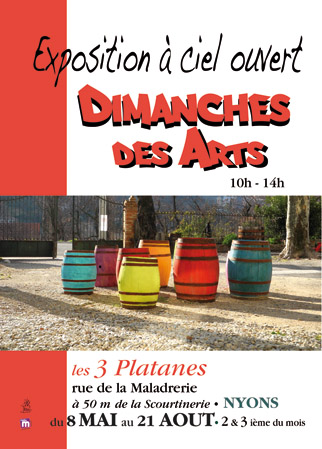 Exposition à ciel ouvert
DIMANCHES
DES ARTS
10h - 14h
les 3 Platanes
rue de la Maladrerie
à 50 m de la Scourtinerie • NYONS
du 8 MAI au 21 AOUT • 2 & 3 ième du mois